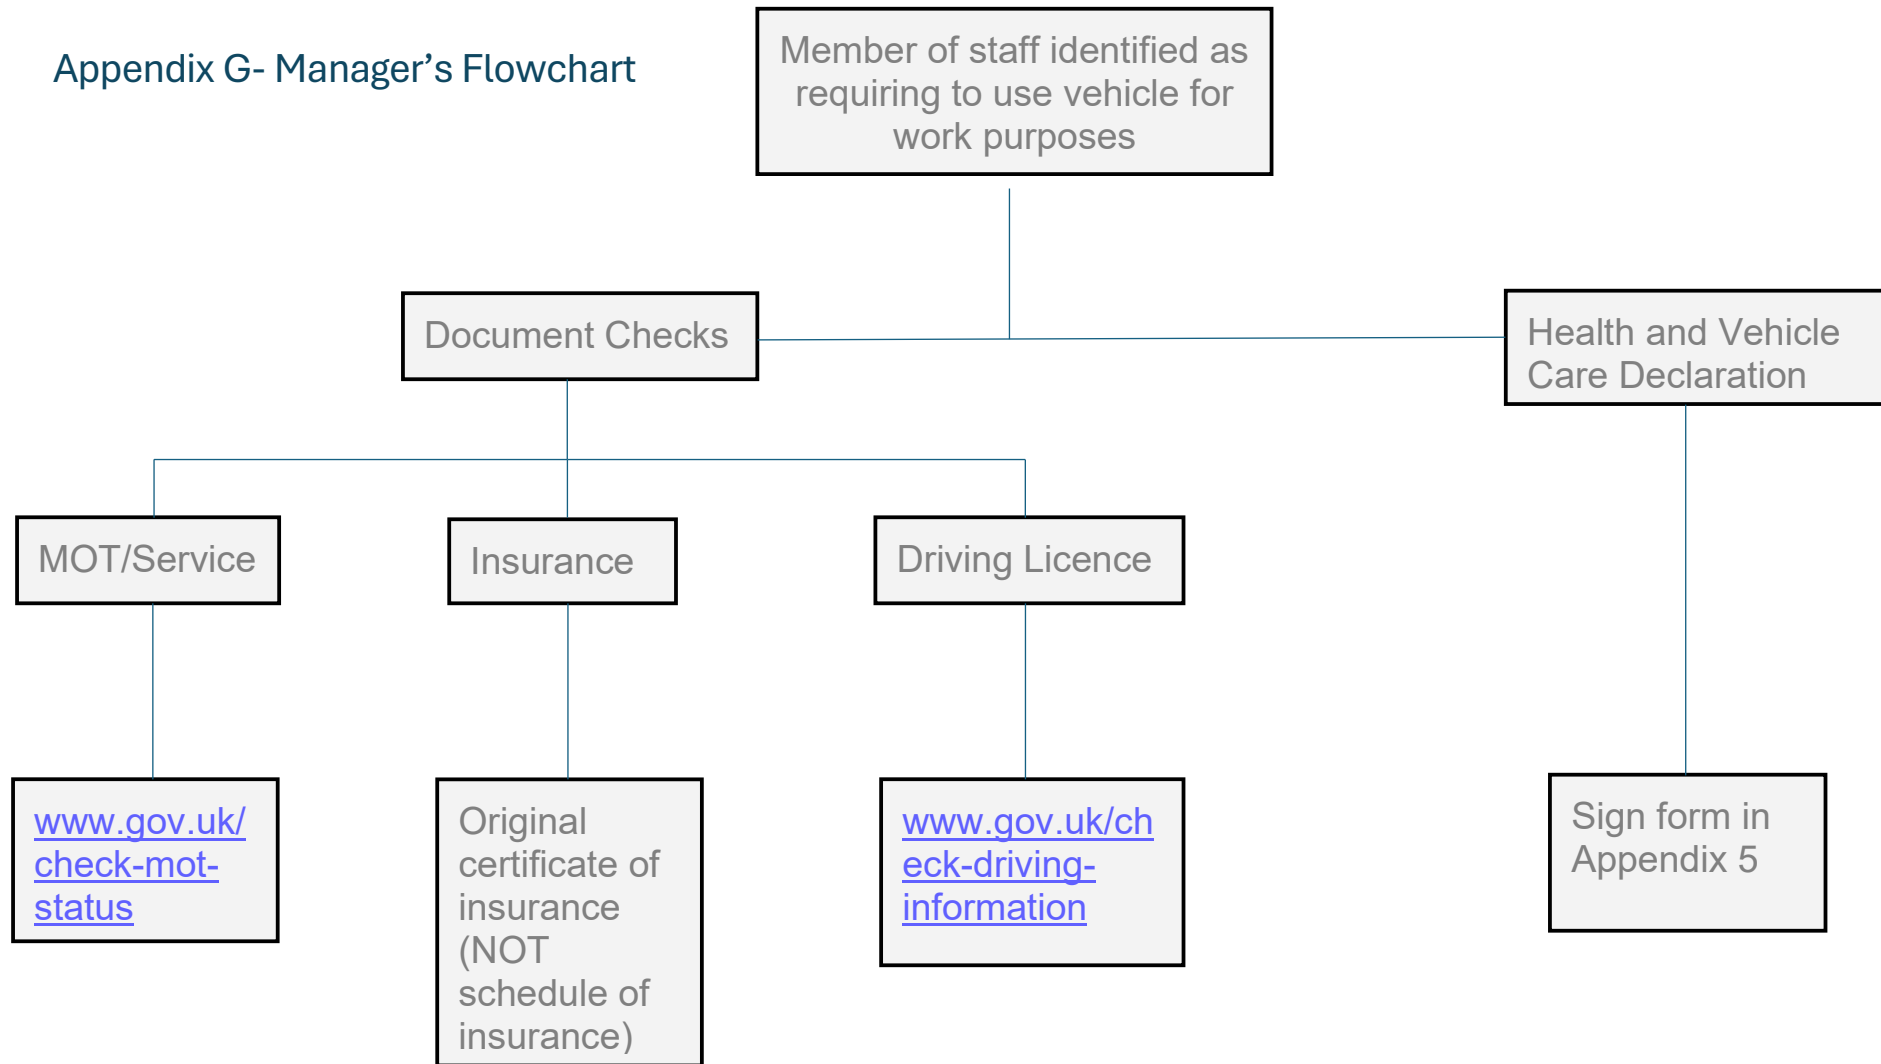 Appendix G- Manager’s Flowchart
Member of staff identified as
requiring to use vehicle for
work purposes
Document Checks
Health and Vehicle
Care Declaration
MOT/Service
Insurance
Driving Licence
www.gov.uk/
check-mot-
status
Original
certificate of
insurance
(NOT
schedule of
insurance)
www.gov.uk/ch
eck-driving-
information
Sign form in
Appendix 5